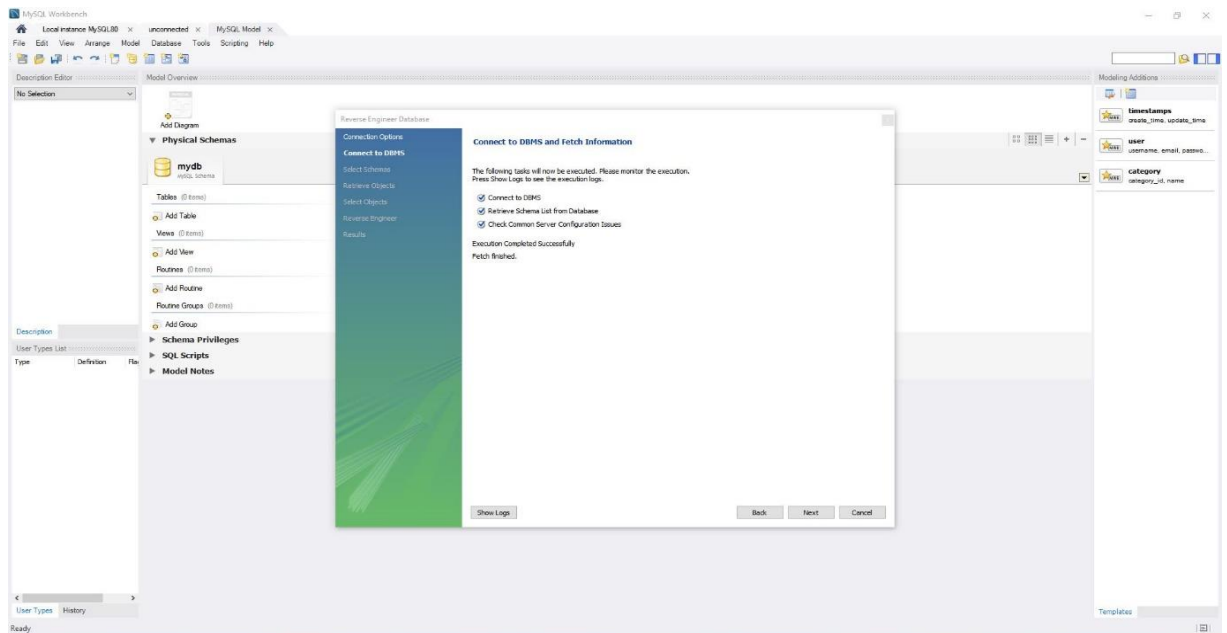 MySQL Workbench
Local instance MySQL80 × unconnected × MySQL Model ×
File Edit View Arrange Model Database Tools Scripting Help
Description Editor
No Selection
Model Overview
Add Diagram
Physical Schemas
mydb
MySQL Schema
Tables (0 items)
Add Table
Views (0 items)
Add View
Routines (0 items)
Add Routine
Routine Groups (0 items)
Add Group
Schema Privileges
SQL Scripts
Model Notes
Description
User Types List
Type Definition Fla
User Types History
Ready
Reverse Engineer Database
Connection Options
Connect to DBMS
Select Schemas
Retrieve Objects
Select Objects
Reverse Engineer
Results
Connect to DBMS and Fetch Information
The following tasks will now be executed. Please monitor the execution.
Press Show Logs to see the execution logs.
Connect to DBMS
Retrieve Schema List from Database
Check Common Server Configuration Issues
Execution Completed Successfully
Fetch finished.
Show Logs Back Next Cancel
Modeling Additions
timestamps
create_time, update_time
user
username, email, passwo...
category
category_id, name
Templates